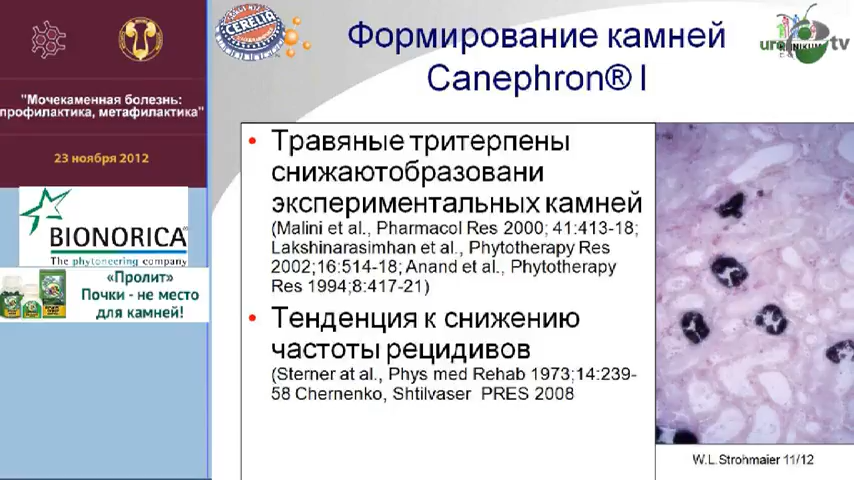 "Мочекаменная болезнь:
профилактика, метафилактика"
23 ноября 2012
BIONORICA
The phytoneering company
«Пролит»
Почки - не место
для камней!
CERELIA
Формирование камней
Canephron® I
uro tv
• Травяные тритерпены
снижаютобразовани
экспериментальных камней
(Malini et al., Pharmacol Res 2000; 41:413-18;
Lakshinarasimhan et al., Phytotherapy Res
2002;16:514-18; Anand et al., Phytotherapy
Res 1994;8:417-21)
• Тенденция к снижению
частоты рецидивов
(Sterner at al., Phys med Rehab 1973;14:239-
58 Chernenko, Shtilvaser PRES 2008
W.L.Strohmaier 11/12